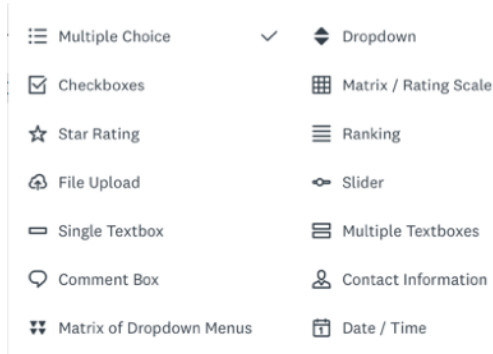 Multiple Choice
Dropdown
Checkboxes
Matrix / Rating Scale
Star Rating
Ranking
File Upload
Slider
Single Textbox
Multiple Textboxes
Comment Box
Contact Information
Matrix of Dropdown Menus
Date / Time